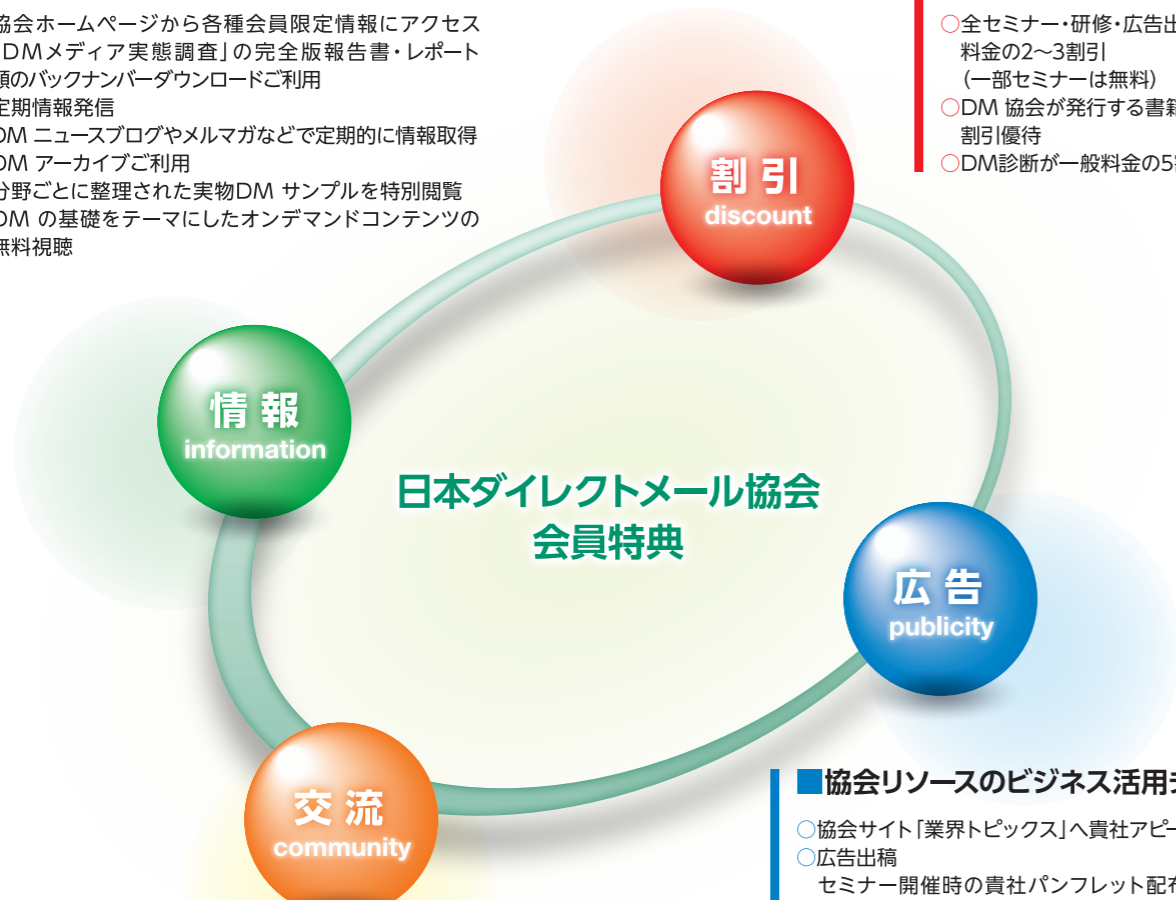 協会ホームページから各種会員限定情報にアクセス
DMメディア実態調査」の完全版報告書・レポート
類のバックナンバーダウンロードご利用
定期情報発信
DM ニュースブログやメルマガなどで定期的に情報取得
DM アーカイブご利用
分野ごとに整理された実物DM サンプルを特別閲覧
DM の基礎をテーマにしたオンデマンドコンテンツの
無料視聴
○全セミナー・研修・広告出
料金の2〜3割引
（一部セミナーは無料）
○DM 協会が発行する書籍
割引優待
○DM診断が一般料金の5
割 引
discount
情 報
information
日本ダイレクトメール協会
会員特典
広 告
publicity
交 流
community
■協会リソースのビジネス活用
○協会サイト「業界トピックス」へ貴社アピー
○広告出稿
セミナー開催時の貴社パンフレット配布